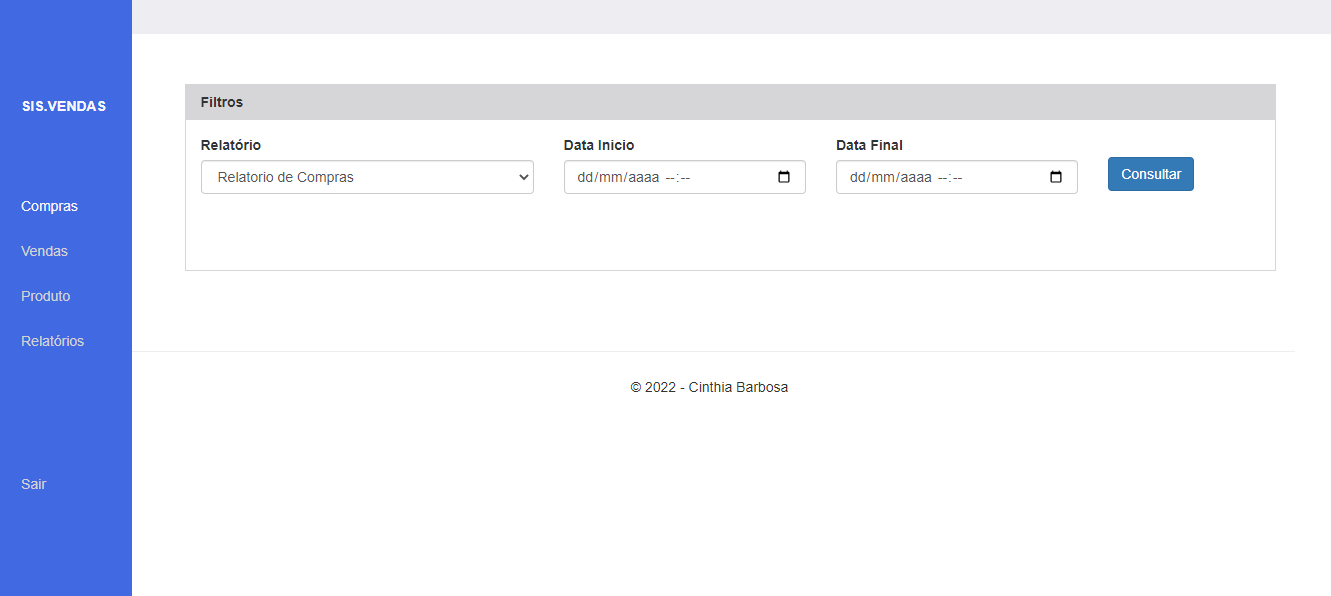 SIS.VENDAS
Compras
Vendas
Produto
Relatórios
Sair
Filtros
Relatório
Data Inicio
Data Final
Relatorio de Compras
dd/mm/aaaa --:--
dd/mm/aaaa --:--
Consultar
© 2022 - Cinthia Barbosa